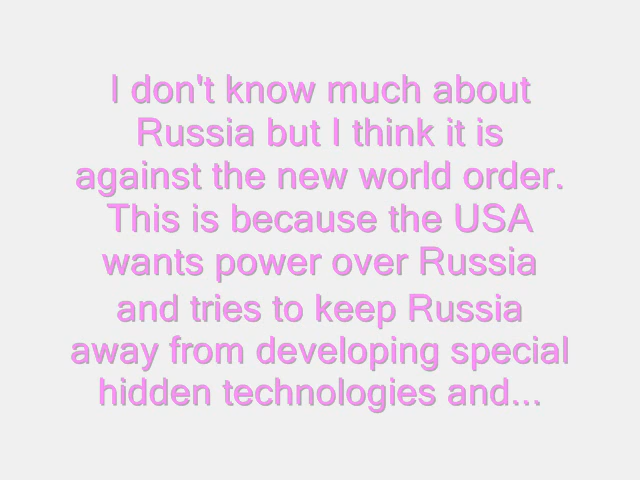 I don't know much about
Russia but I think it is
against the new world order.
This is because the USA
wants power over Russia
and tries to keep Russia
away from developing special
hidden technologies and...